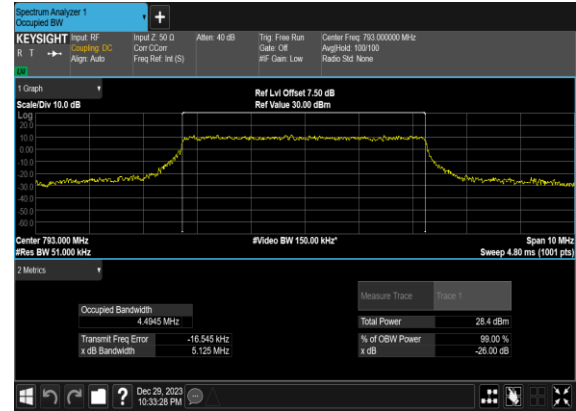 Spectrum Analyzer 1
Occupied BW
+
KEYSIGHT Input: RF Input Z: 50 Ω Atten: 40 dB Trig: Free Run Center Freq: 793.000000 MHz
R T Coupling: DC Corr CCorr Gate: Off Avg|Hold: 100/100
Align: Auto Freq Ref: Int (S) #IF Gain: Low Radio Std: None
LV
1 Graph
Ref Lvl Offset 7.50 dB
Scale/Div 10.0 dB Ref Value 30.00 dBm
Log
20.0
10.0
0.00
-10.0
-20.0
-30.0
-40.0
-50.0
-60.0
Center 793.000 MHz #Video BW 150.00 kHz* Span 10 MHz
#Res BW 51.000 kHz Sweep 4.80 ms (1001 pts)
2 Metrics
Measure Trace Trace 1
Occupied Bandwidth
4.4945 MHz Total Power 28.4 dBm
Transmit Freq Error -16.545 kHz % of OBW Power 99.00 %
x dB Bandwidth 5.125 MHz x dB -26.00 dB
? Dec 29, 2023
10:33:28 PM